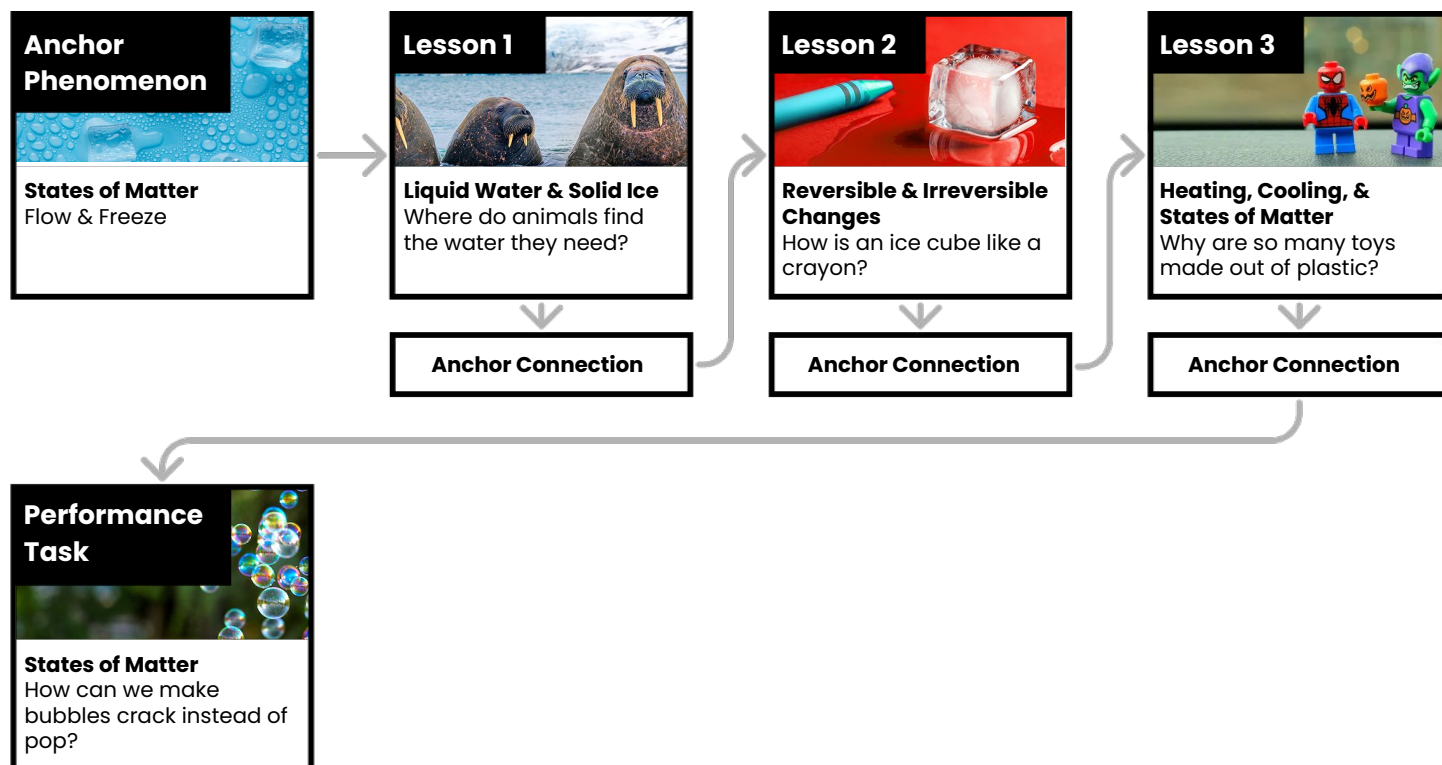 Anchor
Phenomenon
States of Matter
Flow & Freeze
Lesson 1
Liquid Water & Solid Ice
Where do animals find
the water they need?
Anchor Connection
Lesson 2
Reversible & Irreversible
Changes
How is an ice cube like a
crayon?
Anchor Connection
Lesson 3
Heating, Cooling, &
States of Matter
Why are so many toys
made out of plastic?
Anchor Connection
Performance
Task
States of Matter
How can we make
bubbles crack instead of
pop?